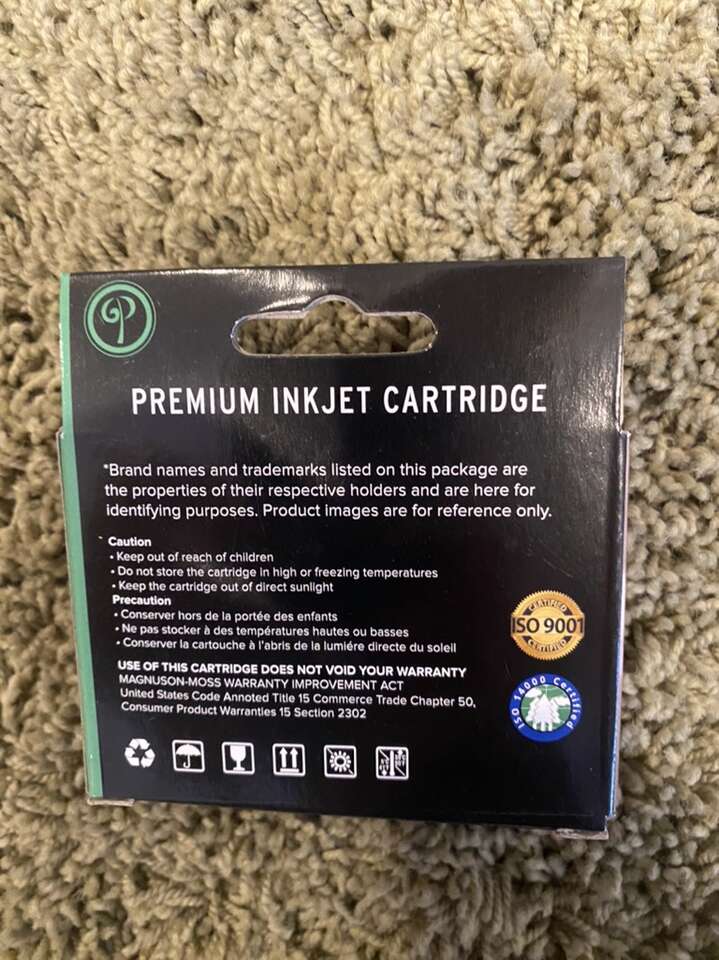 P
PREMIUM INKJET CARTRIDGE
*Brand names and trademarks listed on this package are
the properties of their respective holders and are here for
identifying purposes. Product images are for reference only.
Caution
• Keep out of reach of children
• Do not store the cartridge in high or freezing temperatures
• Keep the cartridge out of direct sunlight
Precaution
• Conserver hors de la portée des enfants
• Ne pas stocker à des températures hautes ou basses
• Conserver la cartouche à l'abris de la lumiére directe du soleil
USE OF THIS CARTRIDGE DOES NOT VOID YOUR WARRANTY
MAGNUSON-MOSS WARRANTY IMPROVEMENT ACT
United States Code Annoted Title 15 Commerce Trade Chapter 50,
Consumer Product Warranties 15 Section 2302
CERTIFIED
ISO 9001
CERTIFIED
ISO 14000 Certified